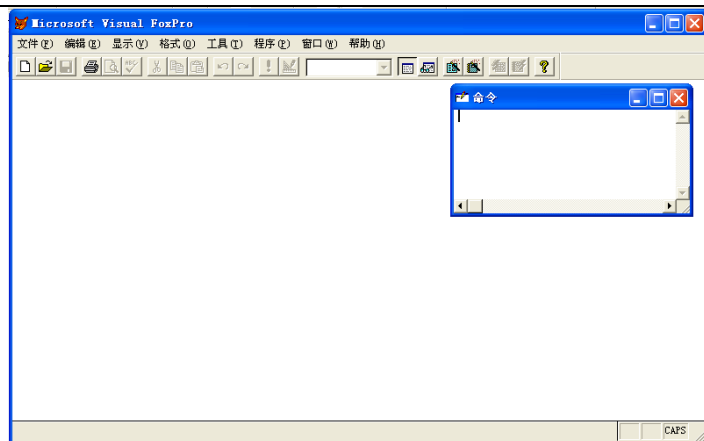 Microsoft Visual FoxPro
文件(F) 编辑(E) 显示(V) 格式(O) 工具(T) 程序(P) 窗口(W) 帮助(H)
命令
CAPS